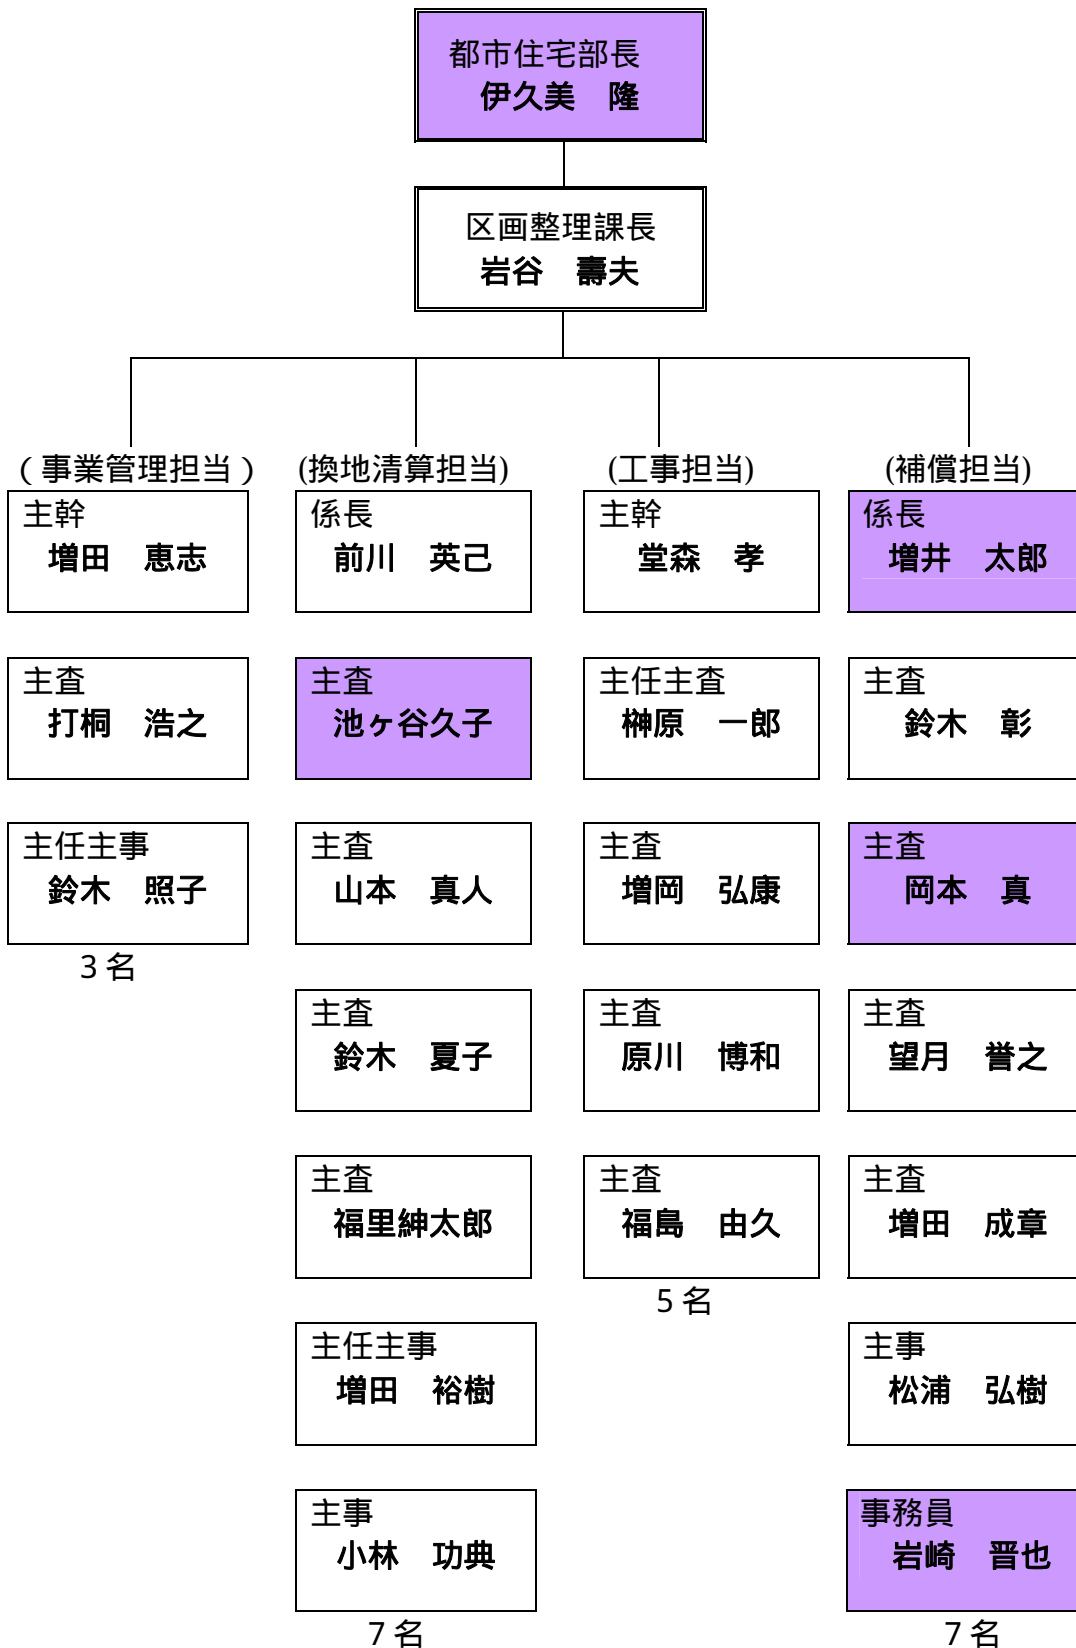 都市住宅部長
伊久美　隆
区画整理課長
岩谷　壽夫
（事業管理担当）
主幹
増田　恵志
主査
打桐　浩之
主任主事
鈴木　照子
3名
(換地清算担当)
係長
前川　英己
主査
池ヶ谷久子
主査
山本　真人
主査
鈴木　夏子
主査
福里紳太郎
主任主事
増田　裕樹
主事
小林　功典
7名
(工事担当)
主幹
堂森　孝
主任主査
榊原　一郎
主査
増岡　弘康
主査
原川　博和
主査
福島　由久
5名
(補償担当)
係長
増井　太郎
主査
鈴木　彰
主査
岡本　真
主査
望月　誉之
主査
増田　成章
主事
松浦　弘樹
事務員
岩崎　晋也
7名